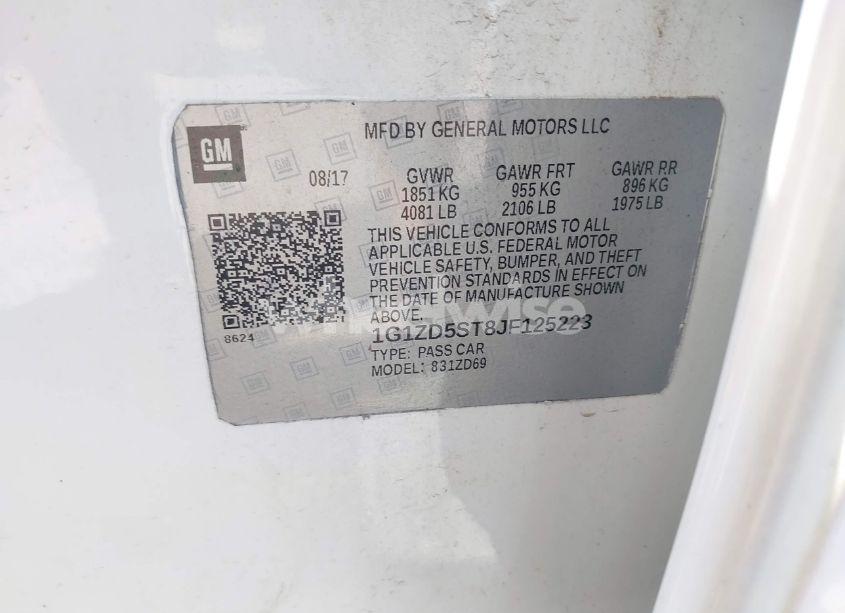 GM
MFD BY GENERAL MOTORS LLC
08/17
GVWR
1851 KG
4081 LB
GAWR FRT
955 KG
2106 LB
GAWR RR
896 KG
1975 LB
THIS VEHICLE CONFORMS TO ALL
APPLICABLE U.S. FEDERAL MOTOR
VEHICLE SAFETY, BUMPER, AND THEFT
PREVENTION STANDARDS IN EFFECT ON
THE DATE OF MANUFACTURE SHOWN
ABOVE.
8624
1G1ZD5ST8JF125223
TYPE: PASS CAR
MODEL: 831ZD69